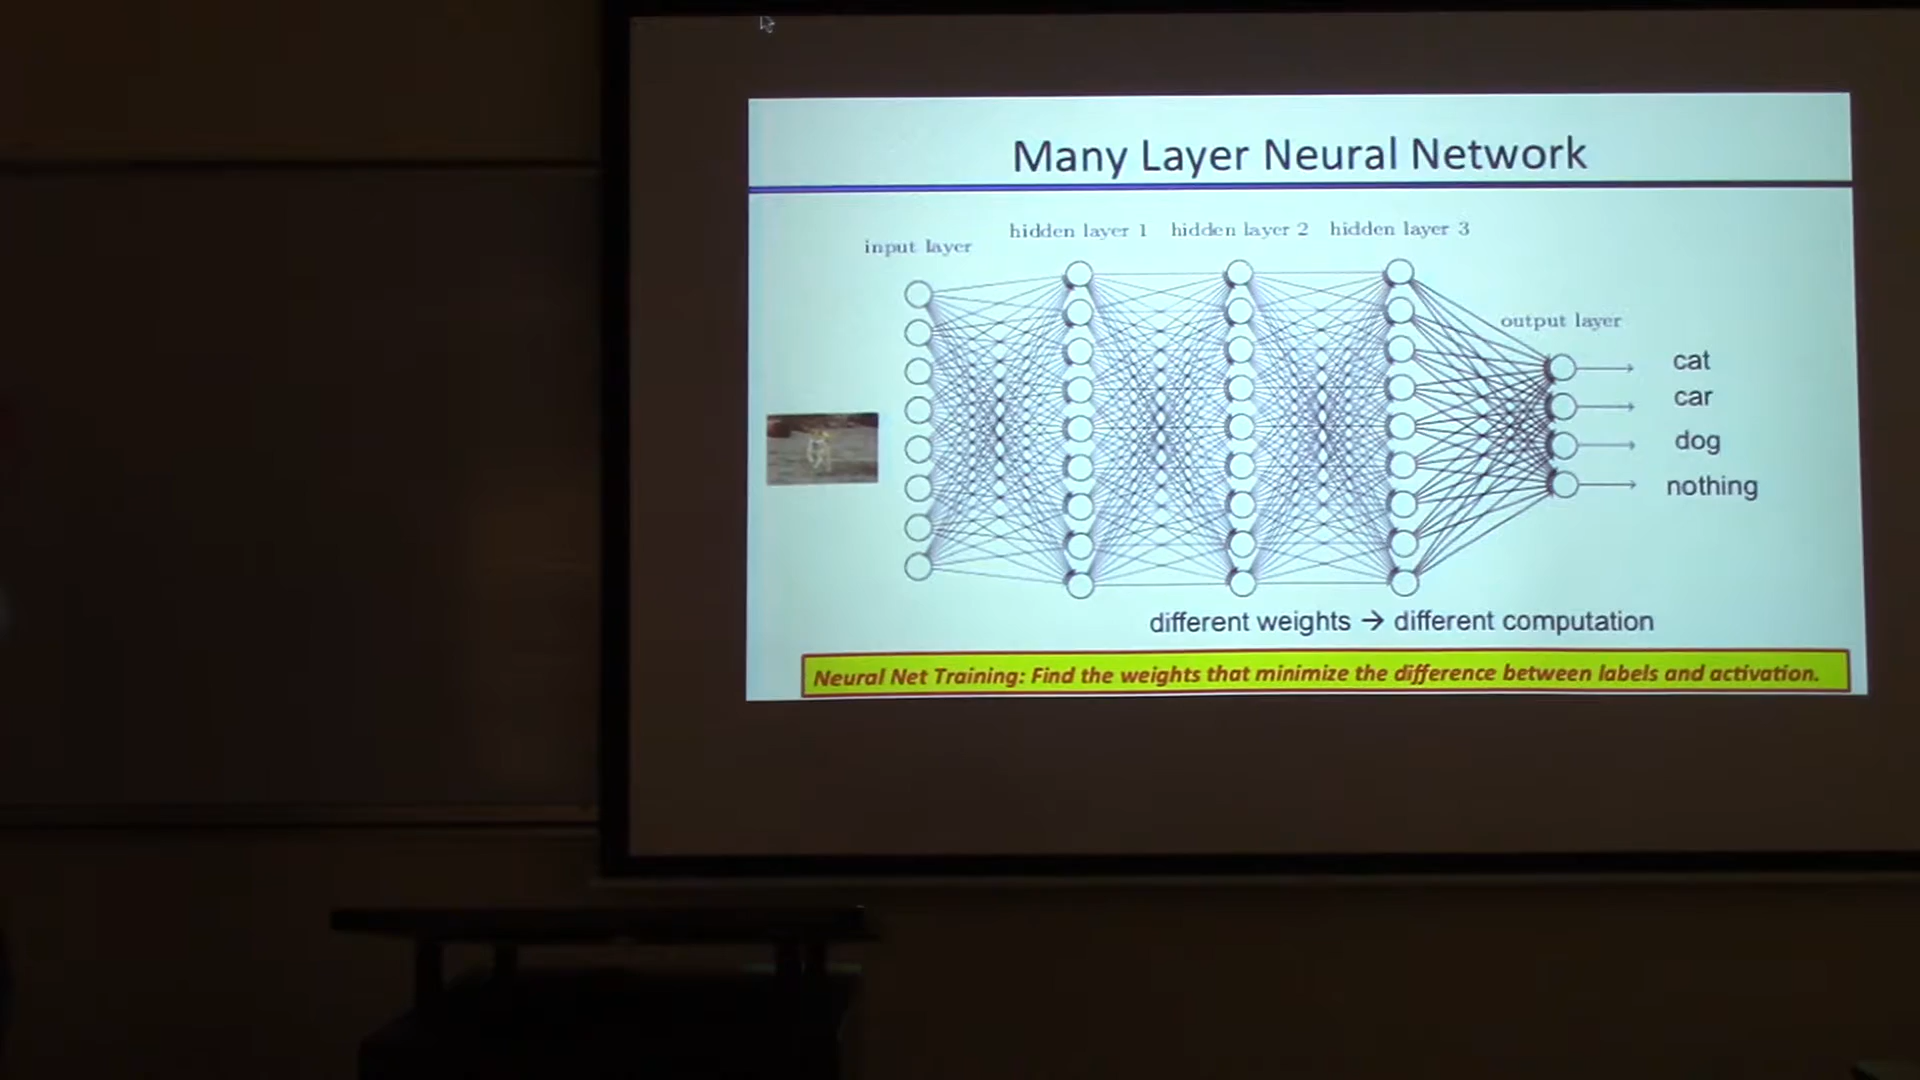 Many Layer Neural Network
input layer
hidden layer 1 hidden layer 2 hidden layer 3
output layer
cat
car
dog
nothing
different weights → different computation
Neural Net Training: Find the weights that minimize the difference between labels and activation.